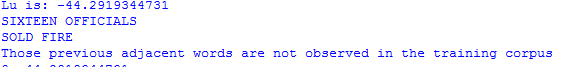 Lu is: -44.2919344731
SIXTEEN OFFICIALS
SOLD FIRE
Those previous adjacent words are not observed in the training corpus